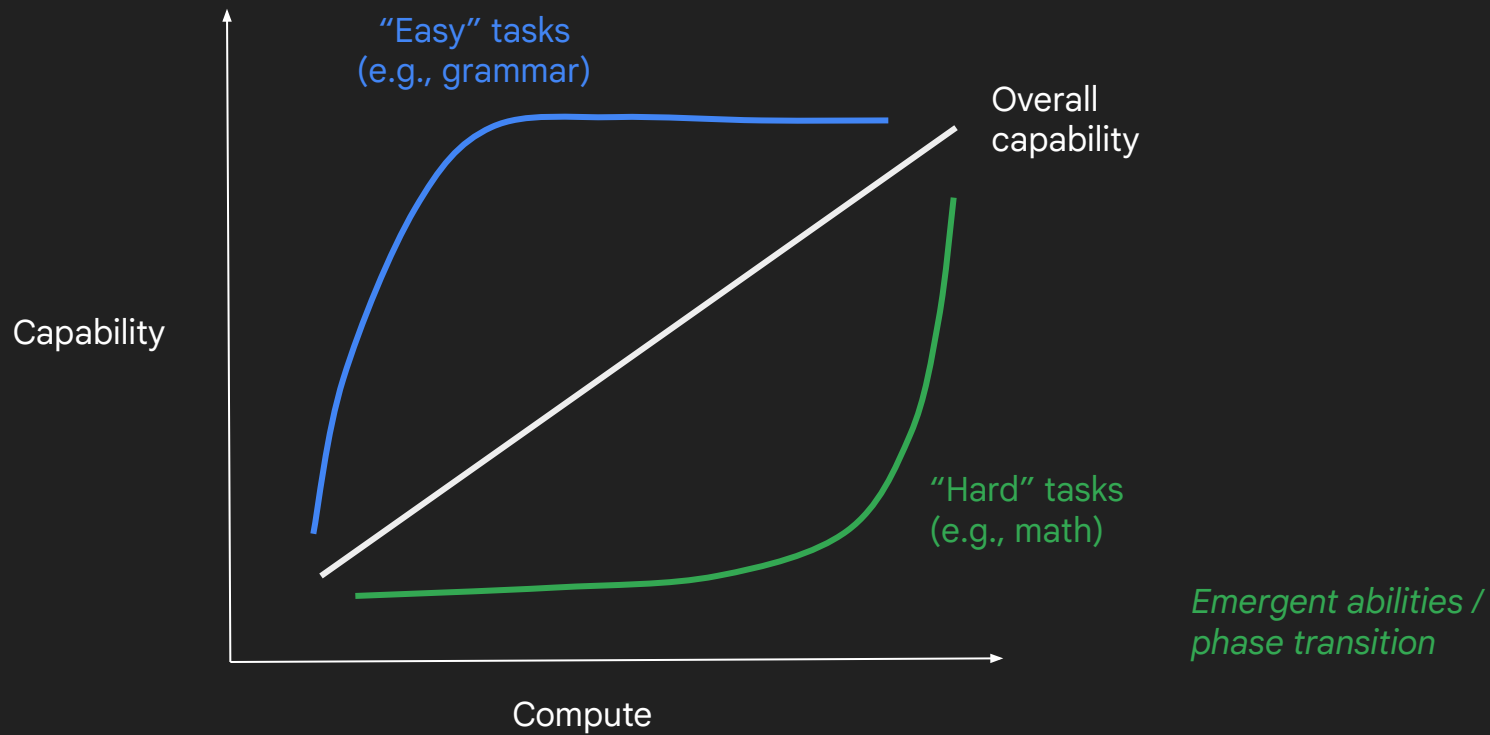 “Easy” tasks
(e.g., grammar)
Overall
capability
Capability
“Hard” tasks
(e.g., math)
Emergent abilities /
phase transition
Compute